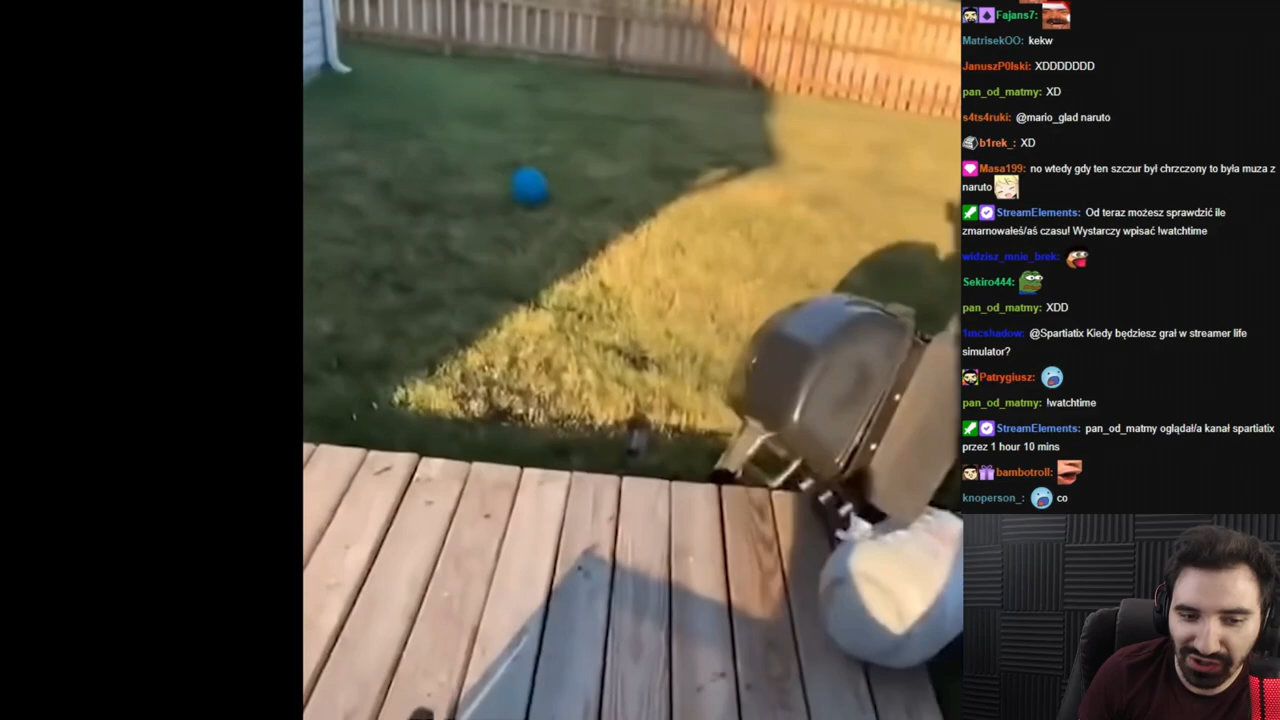 Fajans7:
MatrisekOO: kekw
JanuszP0lski: XDDDDDDD
pan_od_matmy: XD
s4ts4ruki: @mario_glad naruto
b1rek_: XD
Masa199: no wtedy gdy ten szczur był chrzczony to była muza z
naruto
StreamElements: Od teraz możesz sprawdzić ile
zmarnowałeś/aś czasu! Wystarczy wpisać !watchtime
widzisz_mnie_brek:
Sekiro444:
pan_od_matmy: XDD
1mcshadow: @Spartiatix Kiedy będziesz grał w streamer life
simulator?
Patrygiusz:
pan_od_matmy: !watchtime
StreamElements: pan_od_matmy oglądał/a kanał spartiatix
przez 1 hour 10 mins
bambotroll:
knoperson_: co